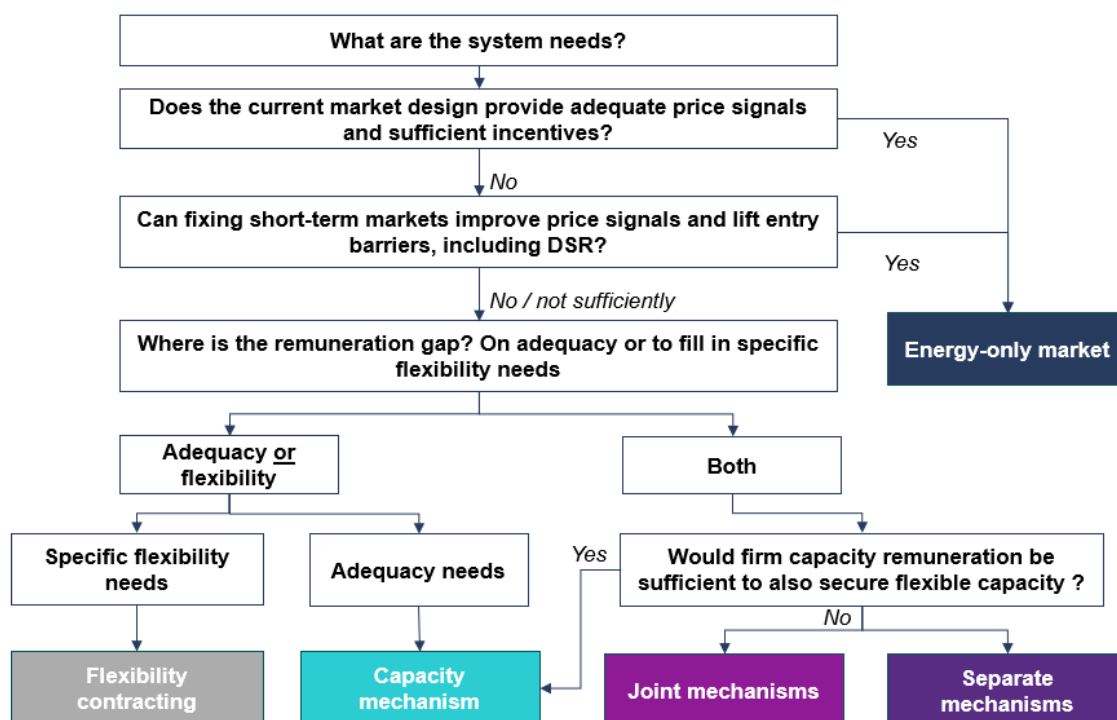 What are the system needs?
Does the current market design provide adequate price signals
and sufficient incentives?
Yes
No
Can fixing short-term markets improve price signals and lift entry
barriers, including DSR?
Yes
No / not sufficiently
Where is the remuneration gap? On adequacy or to fill in specific
flexibility needs
Energy-only market
Adequacy or
flexibility
Both
Specific flexibility
needs
Adequacy needs
Yes
Would firm capacity remuneration be
sufficient to also secure flexible capacity ?
No
Flexibility
contracting
Capacity
mechanism
Joint mechanisms
Separate
mechanisms